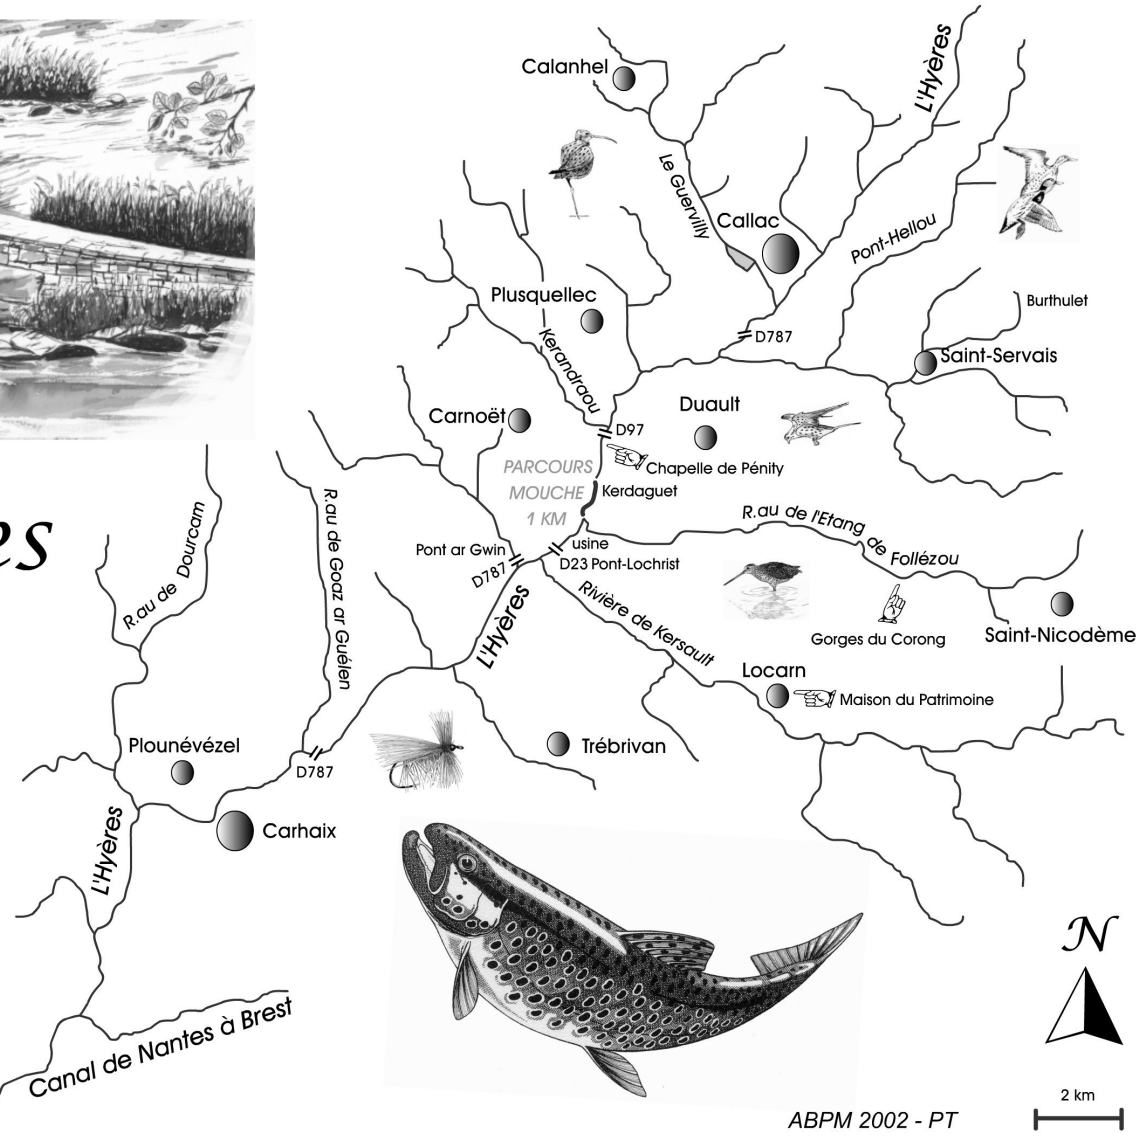 L'Hyères
Calanhel
Le Guervilly
Callac
Pont-Hellou
Plusquellec
Burthulet
D787
Kerandraou
Saint-Servais
Carnoët
Duault
D97
PARCOURS
MOUCHE
1 KM
Chapelle de Pénity
Kerdaguet
R.au de Dourcam
R.au de Goaz ar Guélen
R.au de l'Etang de Follézou
es
Pont ar Gwin
D787
usine
D23 Pont-Lochrist
L'Hyères
Rivière de Kersault
Gorges du Corong
Saint-Nicodème
Locarn
Maison du Patrimoine
Plounévézel
Trébrivan
D787
Carhaix
L'Hyères
N
Canal de Nantes à Brest
2 km
ABPM 2002 - PT